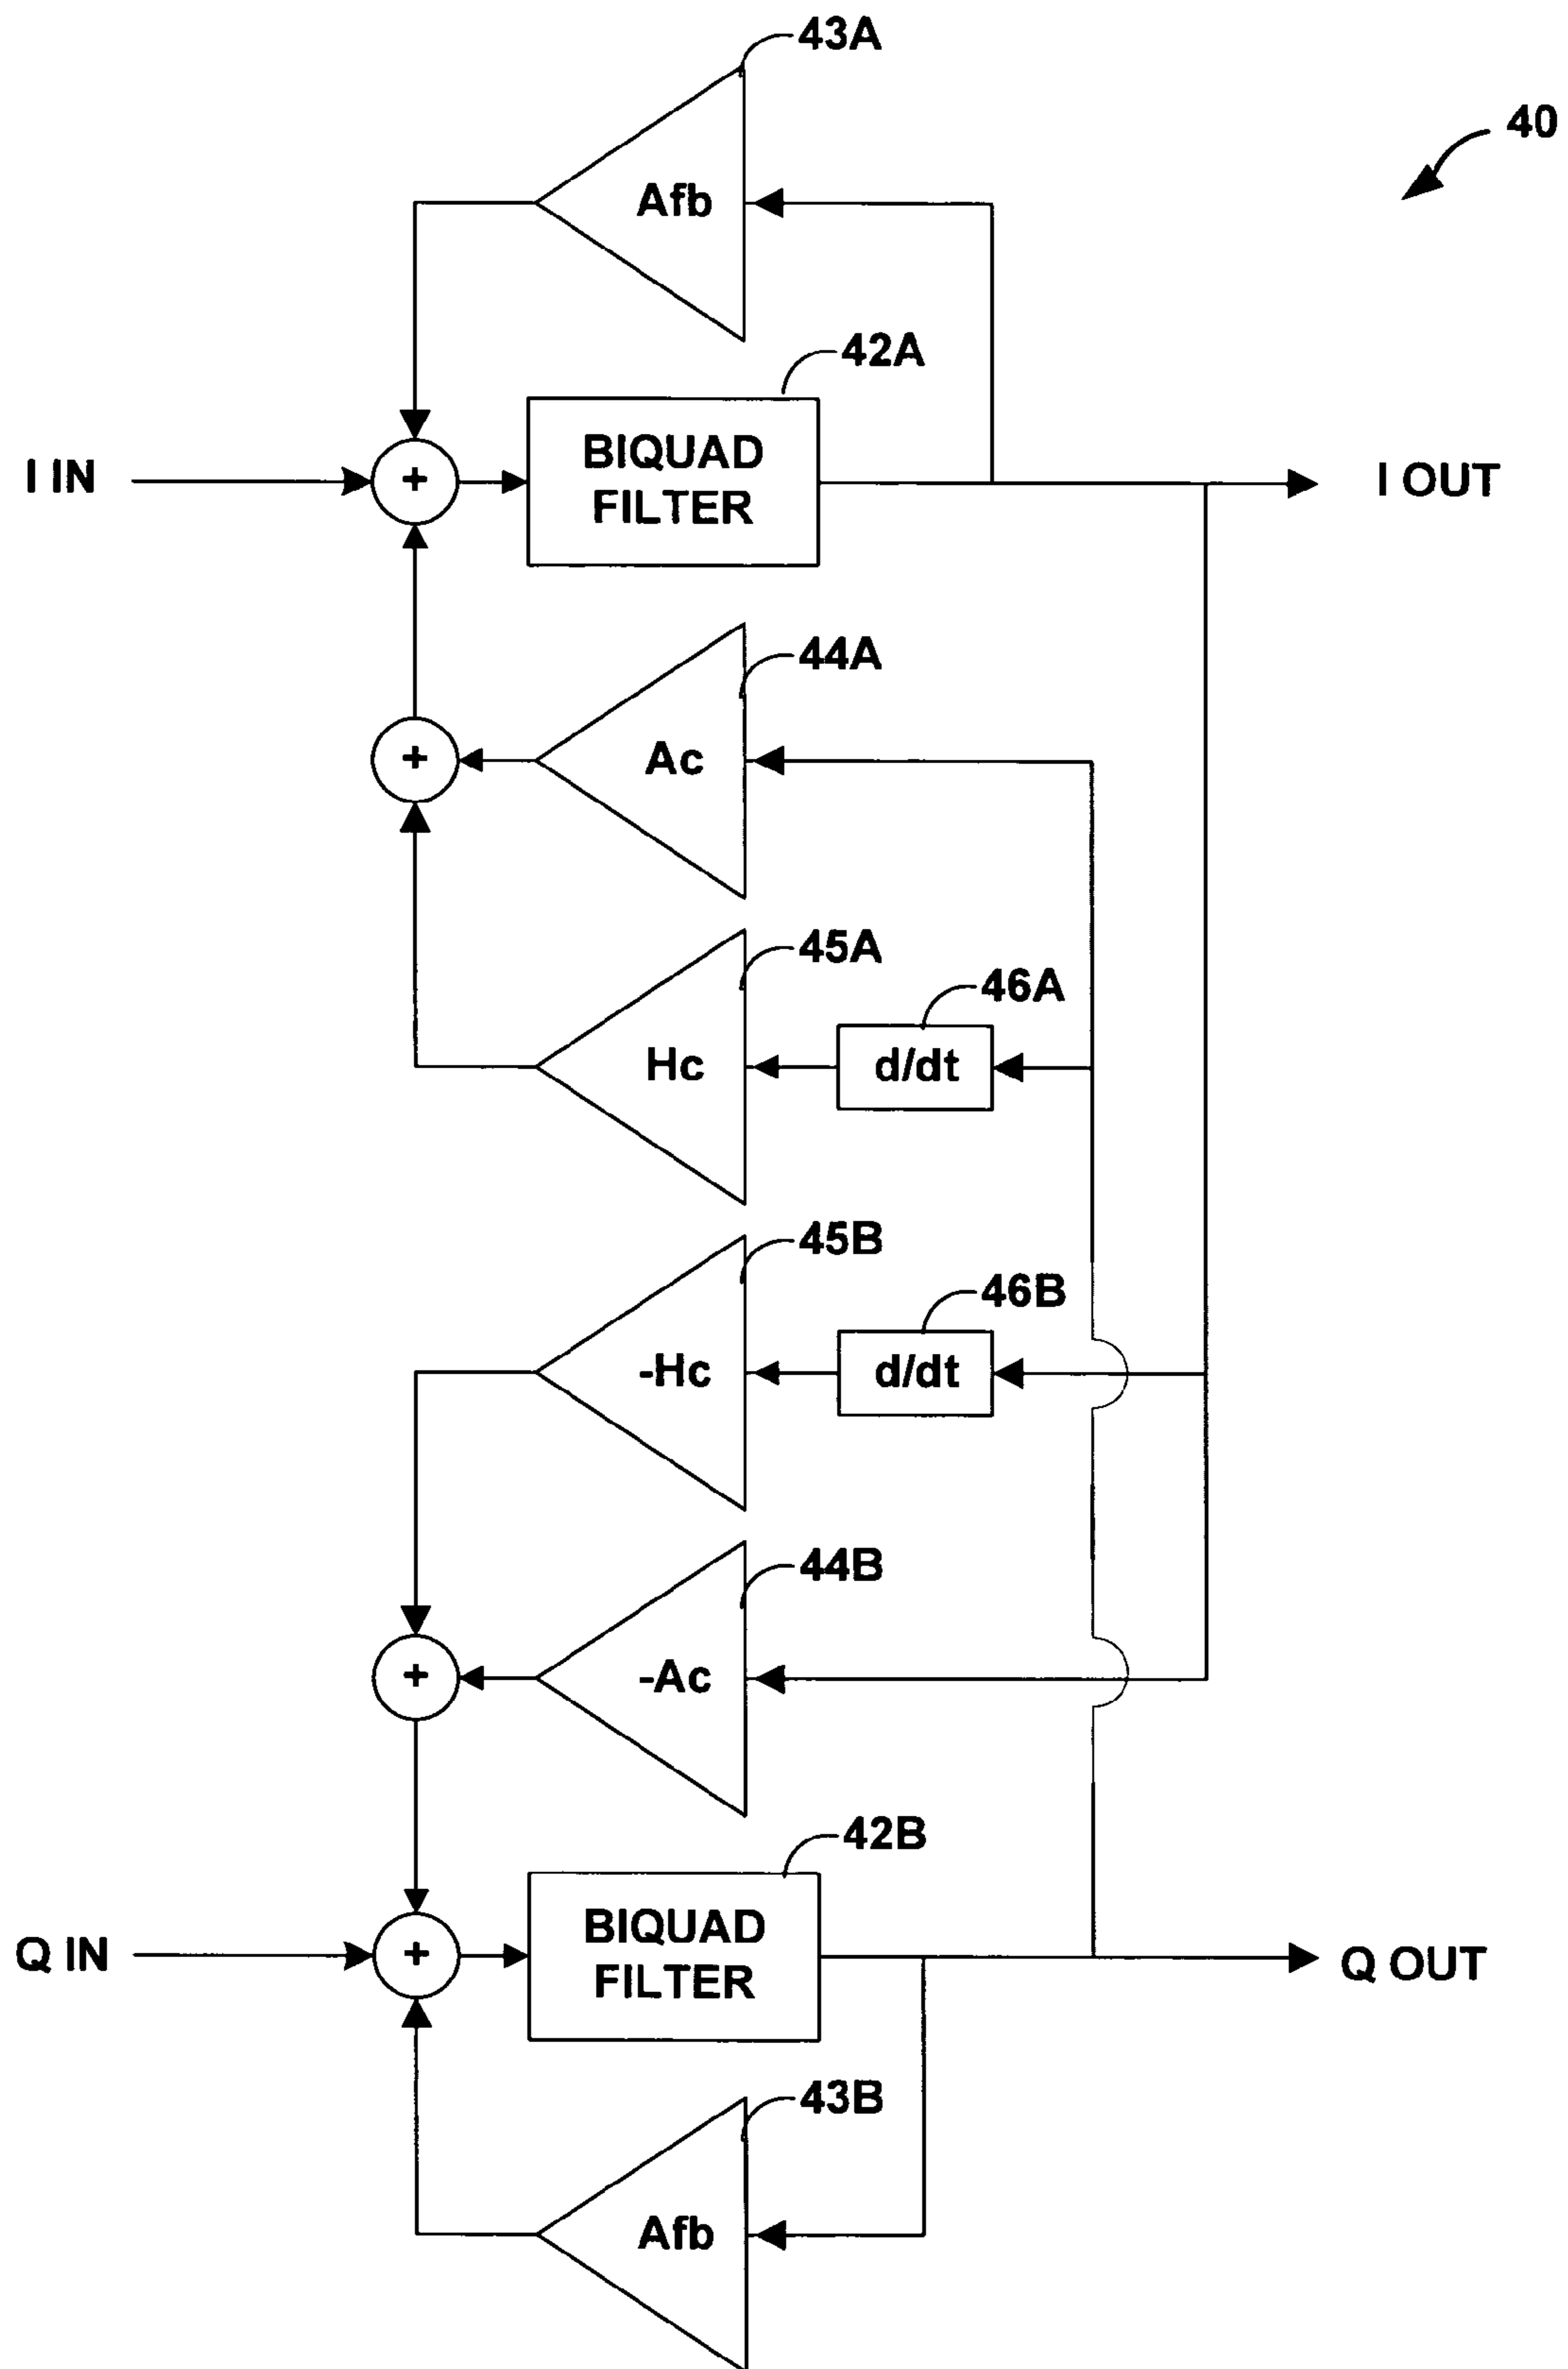 43A
40
Afb
42A
BIQUAD
FILTER
I IN
+
I OUT
44A
Ac
+
45A
46A
Hc
d/dt
45B
46B
-Hc
d/dt
44B
-Ac
+
42B
BIQUAD
FILTER
Q IN
+
Q OUT
43B
Afb